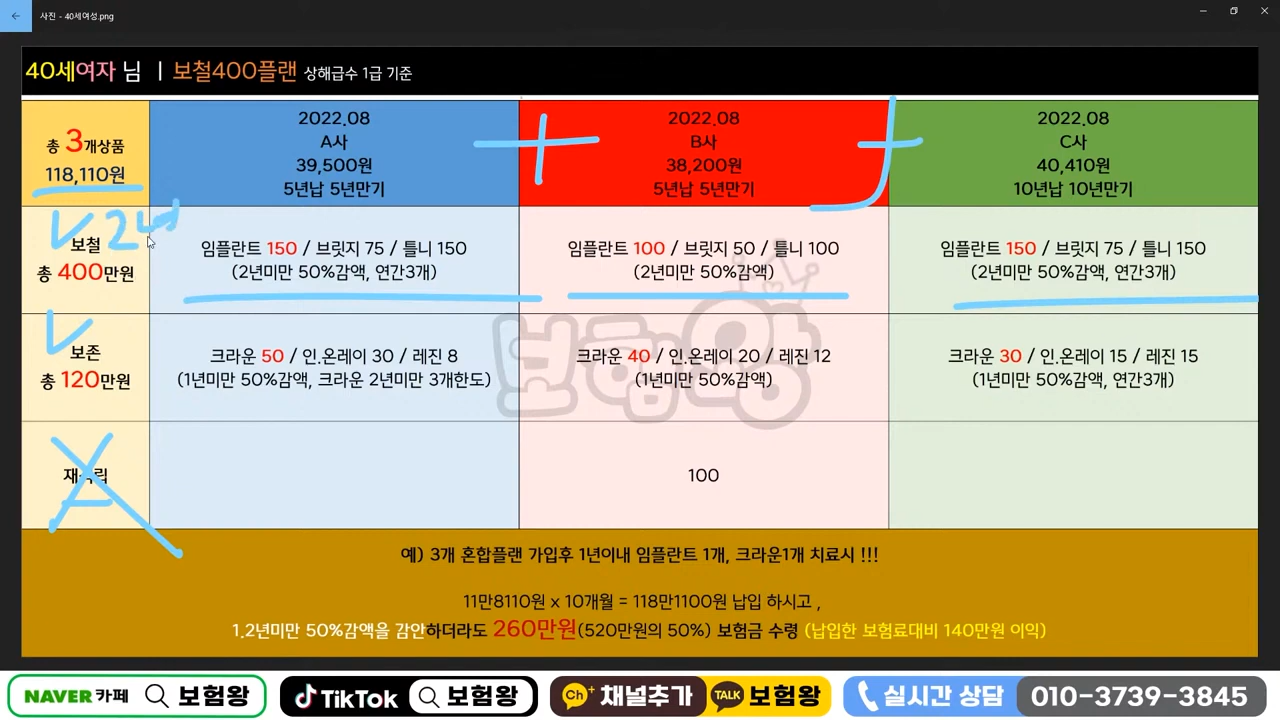 사진 - 40세여성.png
40세여자 님 | 보철400플랜 상해급수 1급 기준
총 3개상품
118,110원
2022.08
A사
39,500원
5년납 5년만기
2022.08
B사
38,200원
5년납 5년만기
2022.08
C사
40,410원
10년납 10년만기
2년
보철
총 400만원
임플란트 150 / 브릿지 75 / 틀니 150
(2년미만 50%감액, 연간3개)
임플란트 100 / 브릿지 50 / 틀니 100
(2년미만 50%감액)
임플란트 150 / 브릿지 75 / 틀니 150
(2년미만 50%감액, 연간3개)
보존
총 120만원
크라운 50 / 인.온레이 30 / 레진 8
(1년미만 50%감액, 크라운 2년미만 3개한도)
크라운 40 / 인.온레이 20 / 레진 12
(1년미만 50%감액)
크라운 30 / 인.온레이 15 / 레진 15
(1년미만 50%감액, 연간3개)
100
보험왕
예) 3개 혼합플랜 가입후 1년이내 임플란트 1개, 크라운1개 치료시 !!!
11만8110원 x 10개월 = 118만1100원 납입 하시고 ,
1.2년미만 50%감액을 감안하더라도 260만원(520만원의 50%) 보험금 수령 (납입한 보험료대비 140만원 이익)
NAVER 카페 보험왕
TikTok 보험왕
Ch+ 채널추가 TALK 보험왕
실시간 상담 010-3739-3845